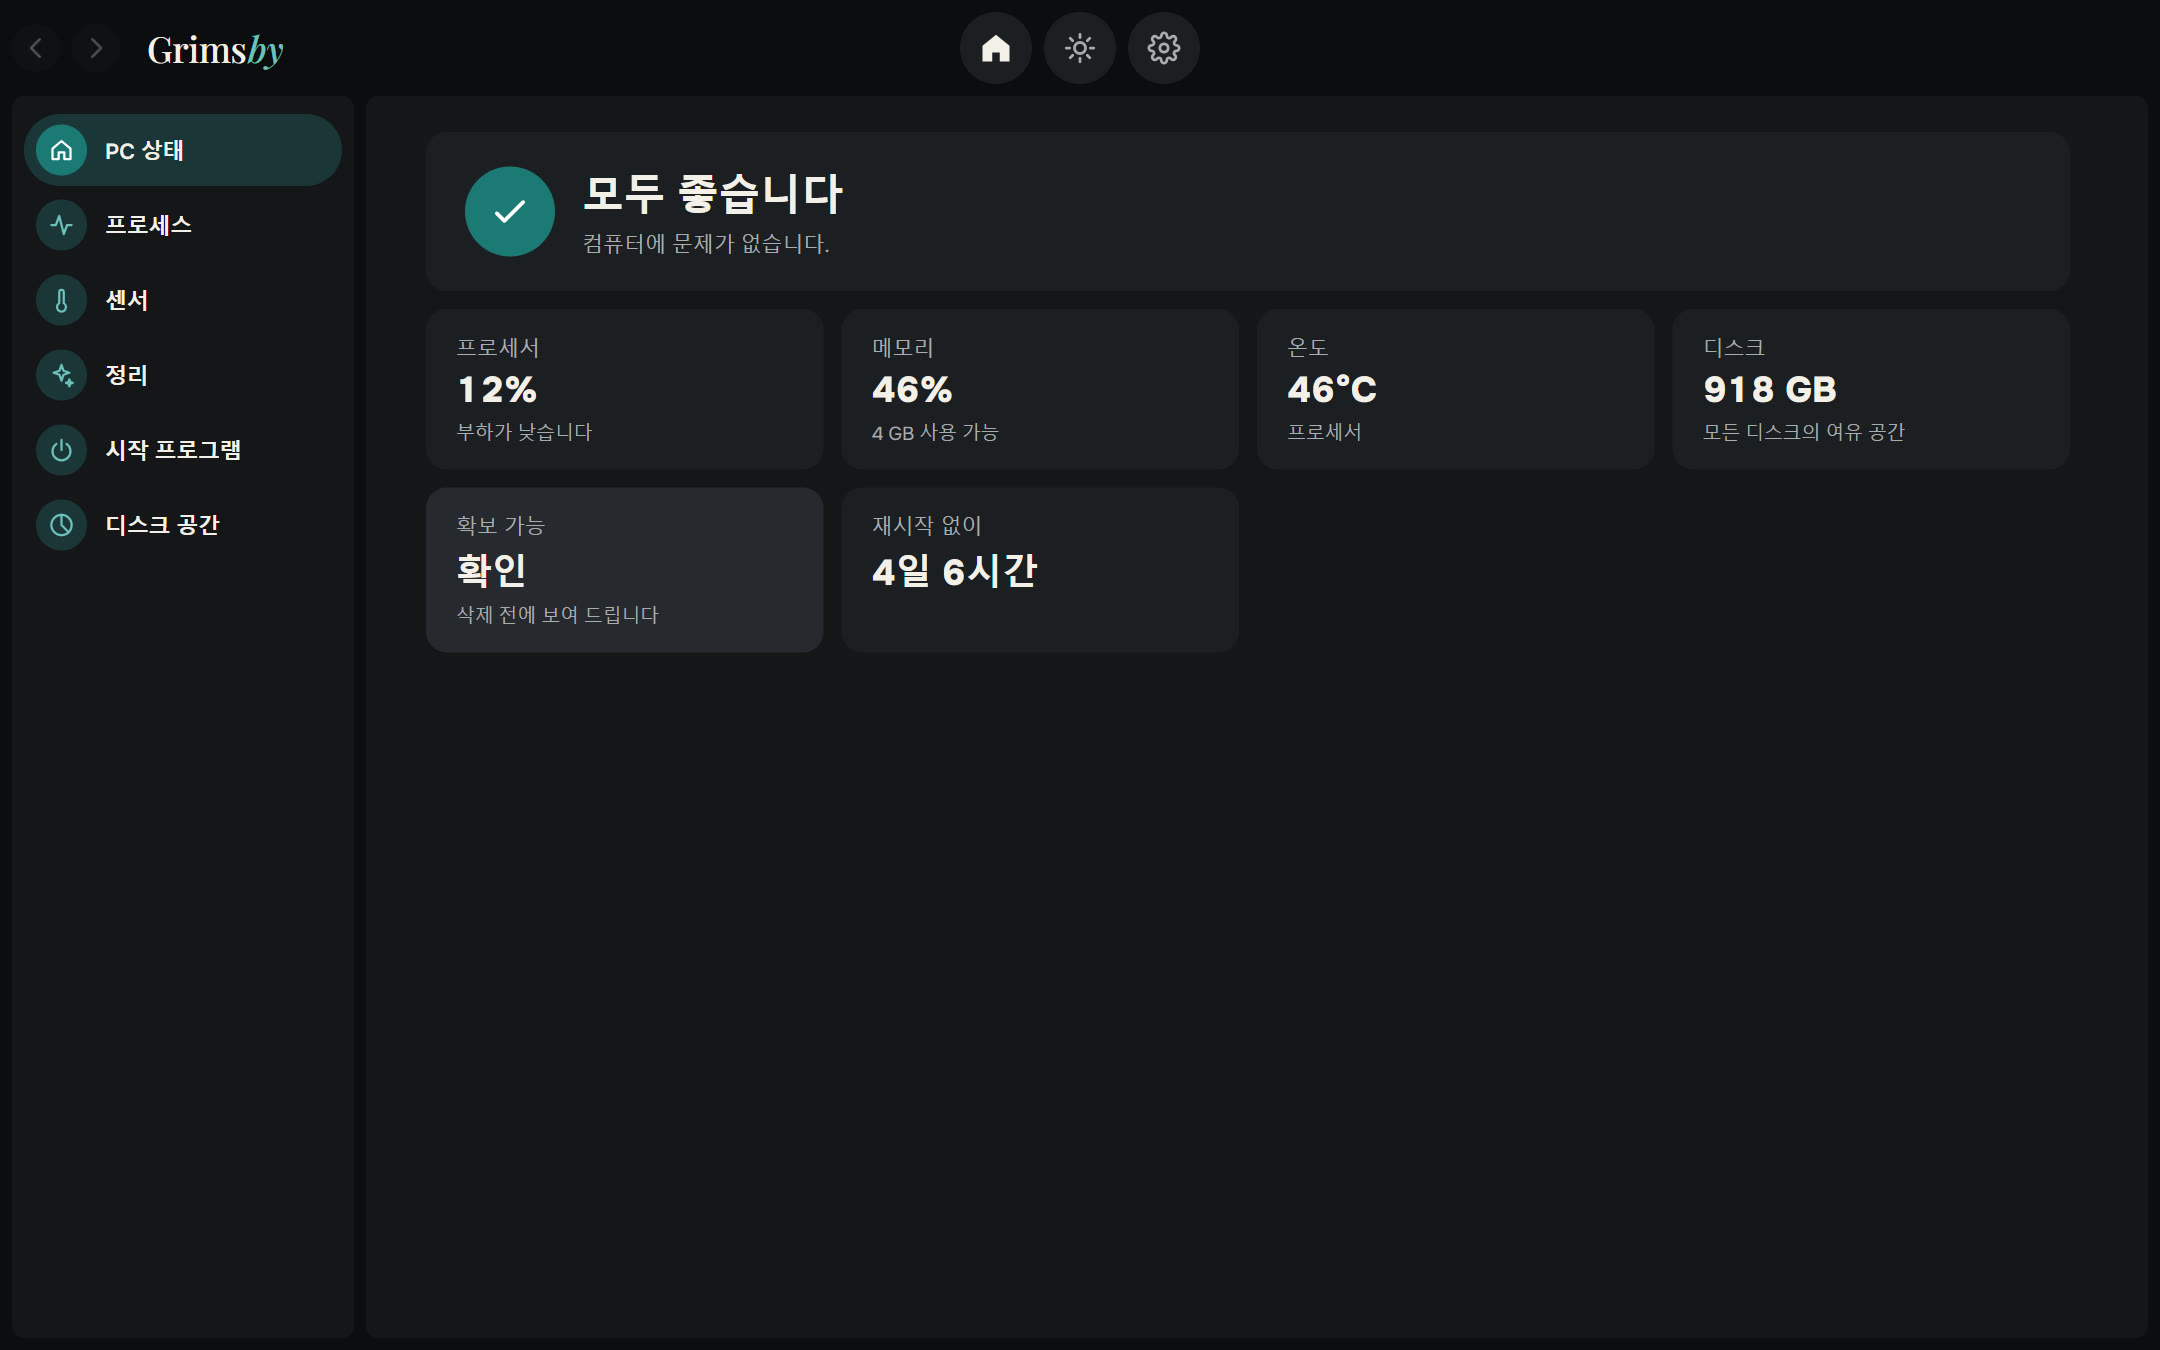 Grimsby
PC 상태
프로세스
센서
정리
시작 프로그램
디스크 공간
모두 좋습니다
컴퓨터에 문제가 없습니다.
프로세서
12%
부하가 낮습니다
메모리
46%
4 GB 사용 가능
온도
46°C
프로세서
디스크
918 GB
모든 디스크의 여유 공간
확보 가능
확인
삭제 전에 보여 드립니다
재시작 없이
4일 6시간